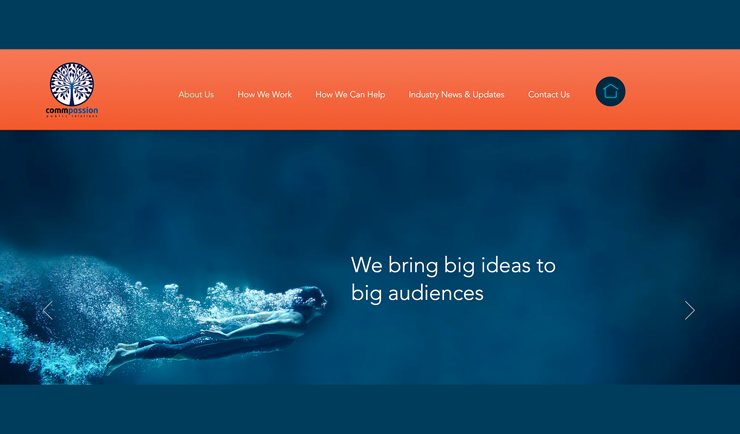 commpassion
public relations
About Us
How We Work
How We Can Help
Industry News & Updates
Contact Us
We bring big ideas to
big audiences